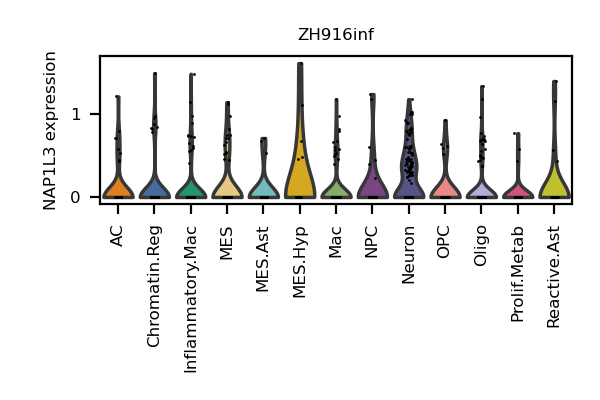 ZH916inf
NAP1L3 expression
1
0
AC
Chromatin.Reg
Inflammatory.Mac
MES
MES.Ast
MES.Hyp
Mac
NPC
Neuron
OPC
Oligo
Prolif.Metab
Reactive.Ast